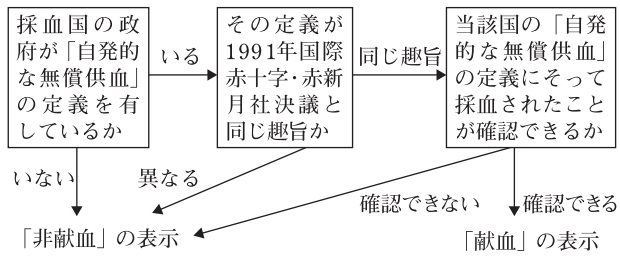 採血国の政
府が「自発的
な無償供血」
の定義を有
しているか
いる
その定義が
1991年国際
赤十字・赤新
月社決議と
同じ趣旨か
同じ趣旨
当該国の「自発
的な無償供血」
の定義にそって
採血されたこと
が確認できるか
いない
異なる
確認できない
確認できる
「非献血」の表示
「献血」の表示